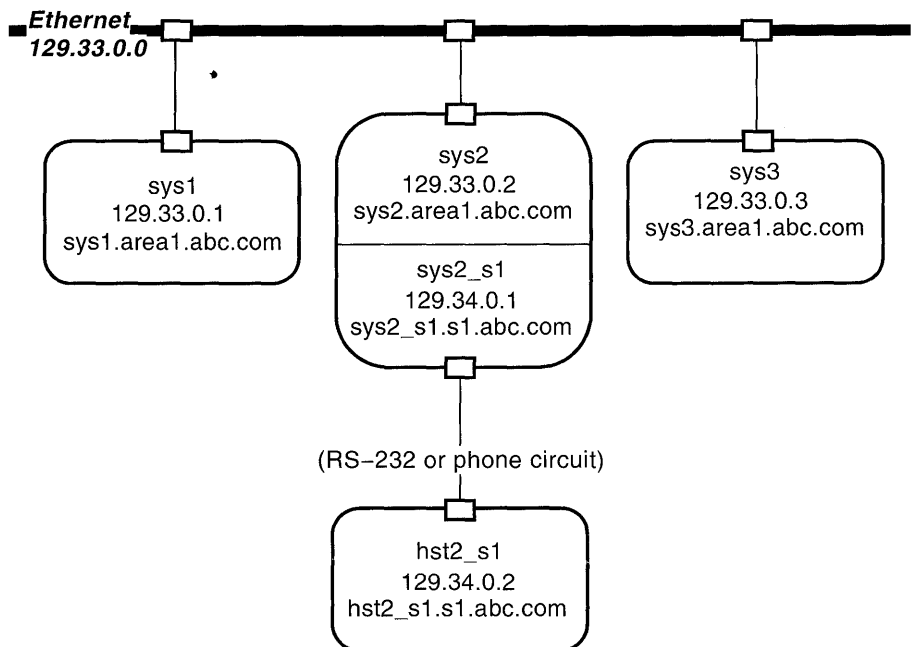 Ethernet
129.33.0.0
sys1
129.33.0.1
sys1.area1.abc.com
sys2
129.33.0.2
sys2.area1.abc.com
sys2_s1
129.34.0.1
sys2_s1.s1.abc.com
sys3
129.33.0.3
sys3.area1.abc.com
(RS–232 or phone circuit)
hst2_s1
129.34.0.2
hst2_s1.s1.abc.com